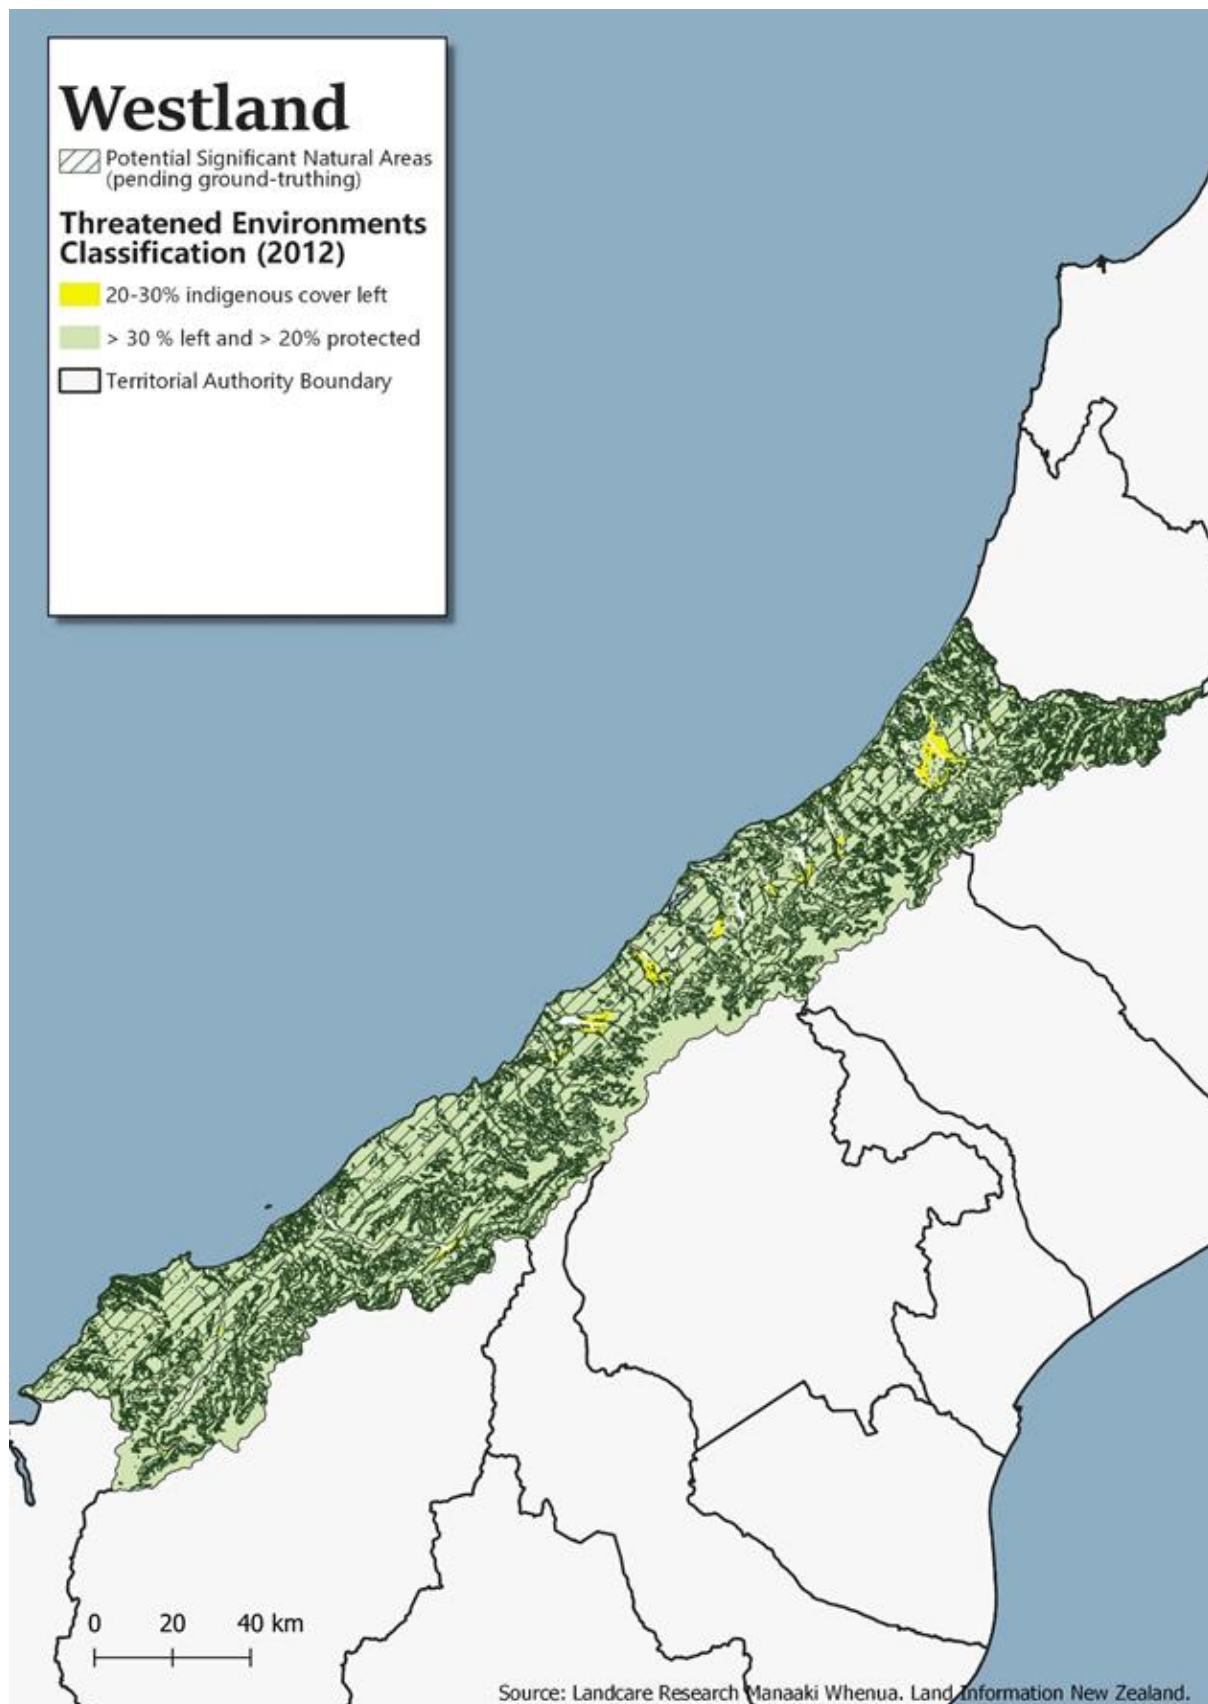 Westland
Potential Significant Natural Areas
(pending ground-truthing)
Threatened Environments
Classification (2012)
20-30% indigenous cover left
> 30 % left and > 20% protected
Territorial Authority Boundary
0 20 40 km
Source: Landcare Research Manaaki Whenua. Land Information New Zealand.